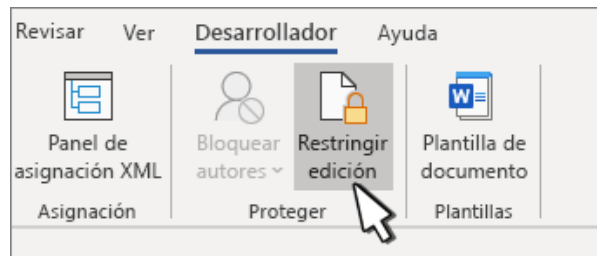 Revisar Ver Desarrollador Ayuda
Panel de
asignación XML
Bloquear
autores
Restringir
edición
Plantilla de
documento
Asignación Proteger Plantillas